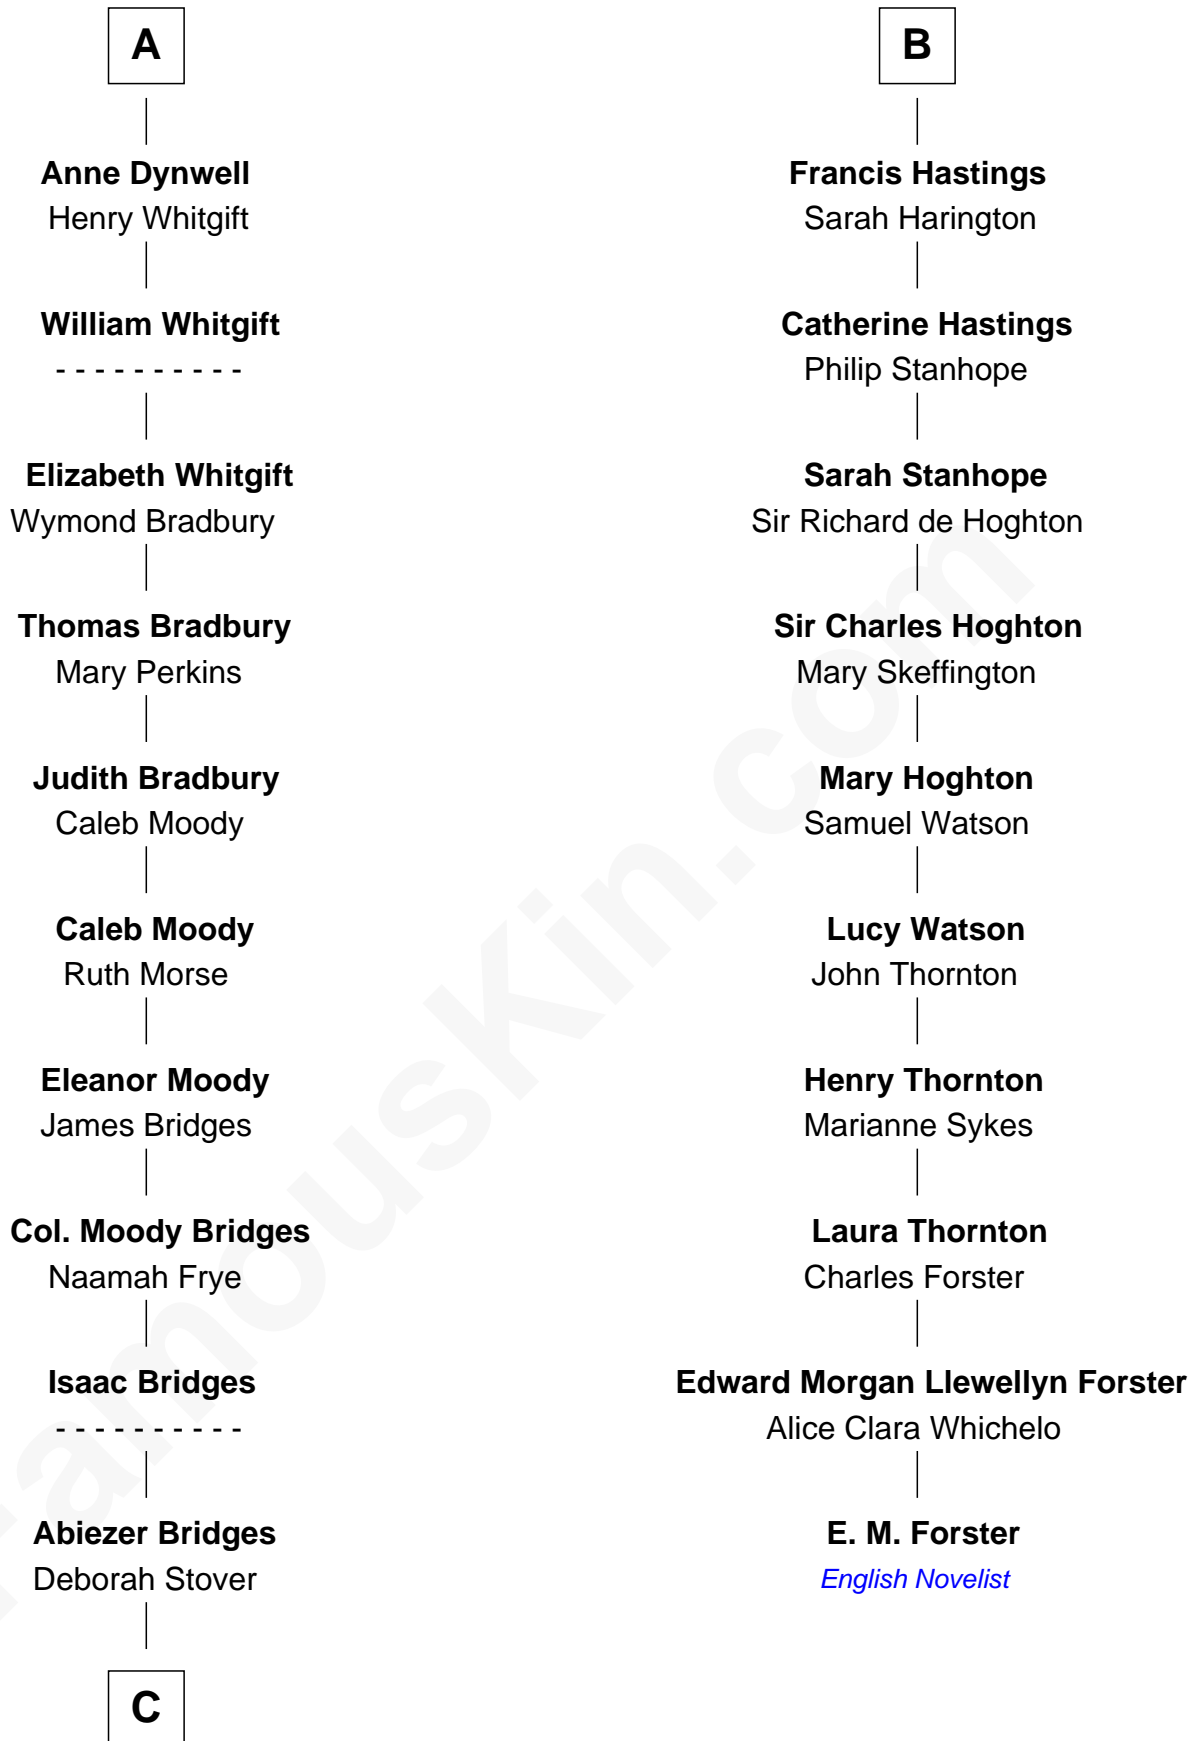 A
Anne Dynwell
Henry Whitgift
William Whitgift
- - - - - - - - - -
Elizabeth Whitgift
Wymond Bradbury
Thomas Bradbury
Mary Perkins
Judith Bradbury
Caleb Moody
Caleb Moody
Ruth Morse
Eleanor Moody
James Bridges
Col. Moody Bridges
Naamah Frye
Isaac Bridges
- - - - - - - - - -
Abiezer Bridges
Deborah Stover
C
B
Francis Hastings
Sarah Harington
Catherine Hastings
Philip Stanhope
Sarah Stanhope
Sir Richard de Hoghton
Sir Charles Hoghton
Mary Skeffington
Mary Hoghton
Samuel Watson
Lucy Watson
John Thornton
Henry Thornton
Marianne Sykes
Laura Thornton
Charles Forster
Edward Morgan Llewellyn Forster
Alice Clara Whichelo
E. M. Forster
English Novelist
FamousKin.com